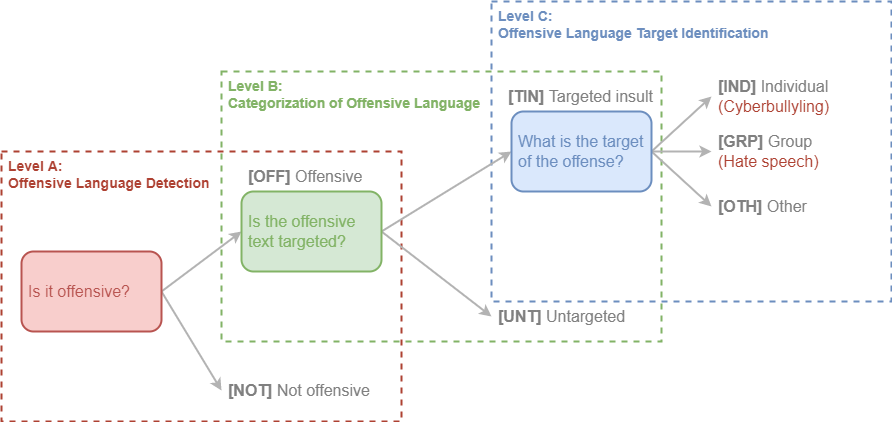 Level C:
Offensive Language Target Identification
Level B:
Categorization of Offensive Language
[TIN] Targeted insult
[IND] Individual
(Cyberbullyling)
What is the target
of the offense?
[GRP] Group
(Hate speech)
[OTH] Other
Level A:
Offensive Language Detection
[OFF] Offensive
Is the offensive
text targeted?
Is it offensive?
[UNT] Untargeted
[NOT] Not offensive